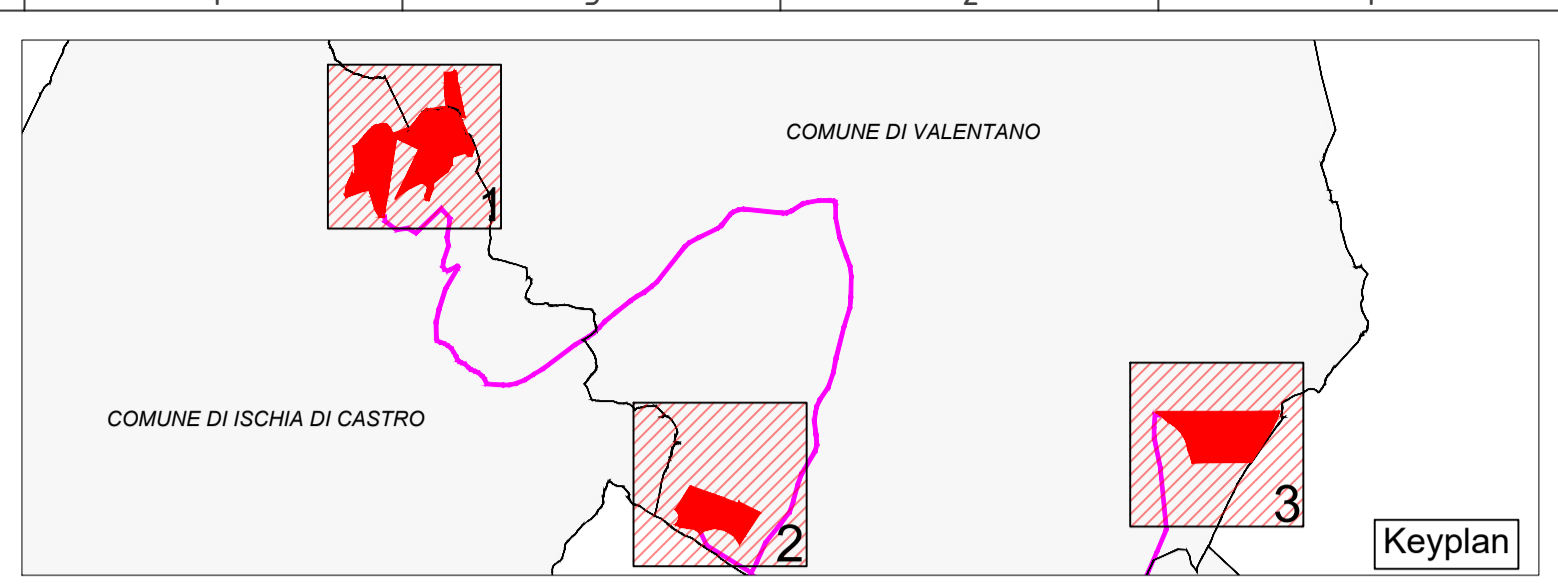 COMUNE DI VALENTANO
1
COMUNE DI ISCHIA DI CASTRO
2
3
Keyplan